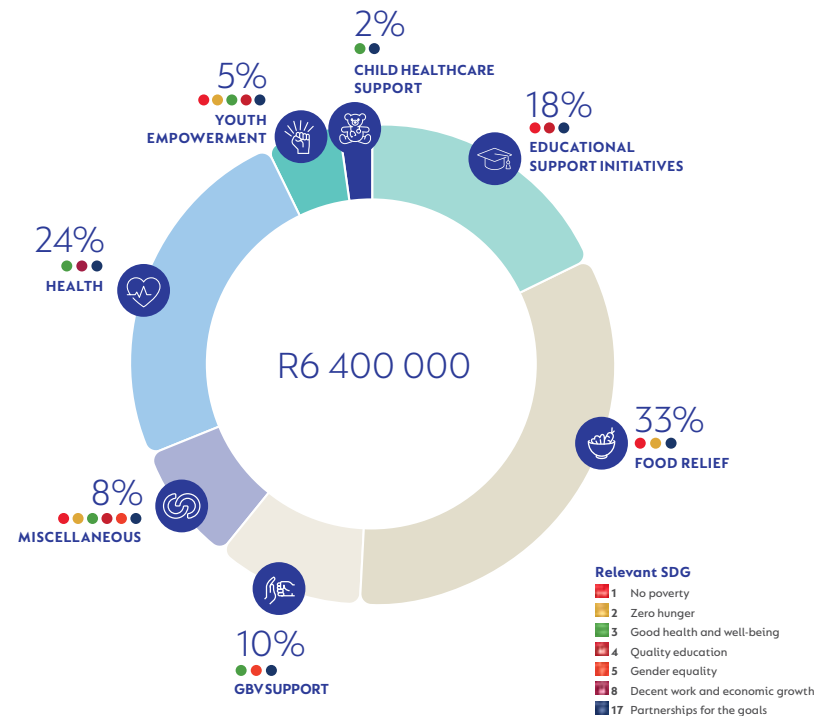 2%
CHILD HEALTHCARE
SUPPORT
5%
YOUTH
EMPOWERMENT
18%
EDUCATIONAL
SUPPORT INITIATIVES
24%
HEALTH
R6 400 000
33%
FOOD RELIEF
8%
MISCELLANEOUS
10%
GBV SUPPORT
Relevant SDG
1 No poverty
2 Zero hunger
3 Good health and well-being
4 Quality education
5 Gender equality
8 Decent work and economic growth
17 Partnerships for the goals